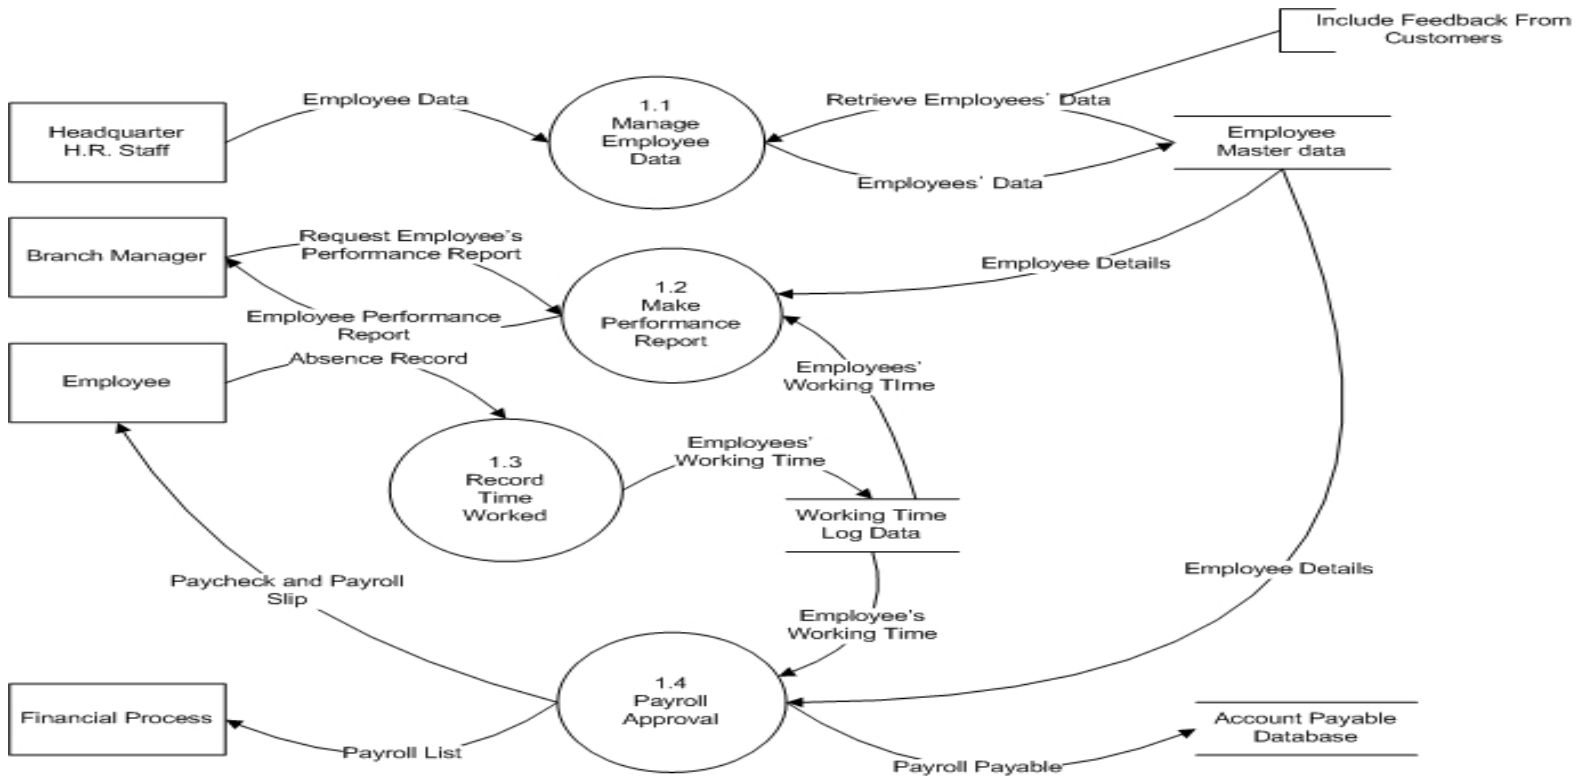 Include Feedback From
Customers
Employee Data
1.1
Manage
Employee
Data
Retrieve Employees' Data
Headquarter
H.R. Staff
Employee
Master data
Employees' Data
Branch Manager
Request Employee's
Performance Report
Employee Details
1.2
Make
Performance
Report
Employee Performance
Report
Absence Record
Employee
Employees'
Working TIme
1.3
Record
Time
Worked
Employees'
Working Time
Working Time
Log Data
Employee Details
Paycheck and Payroll
Slip
Employee's
Working Time
1.4
Payroll
Approval
Financial Process
Payroll List
Payroll Payable
Account Payable
Database